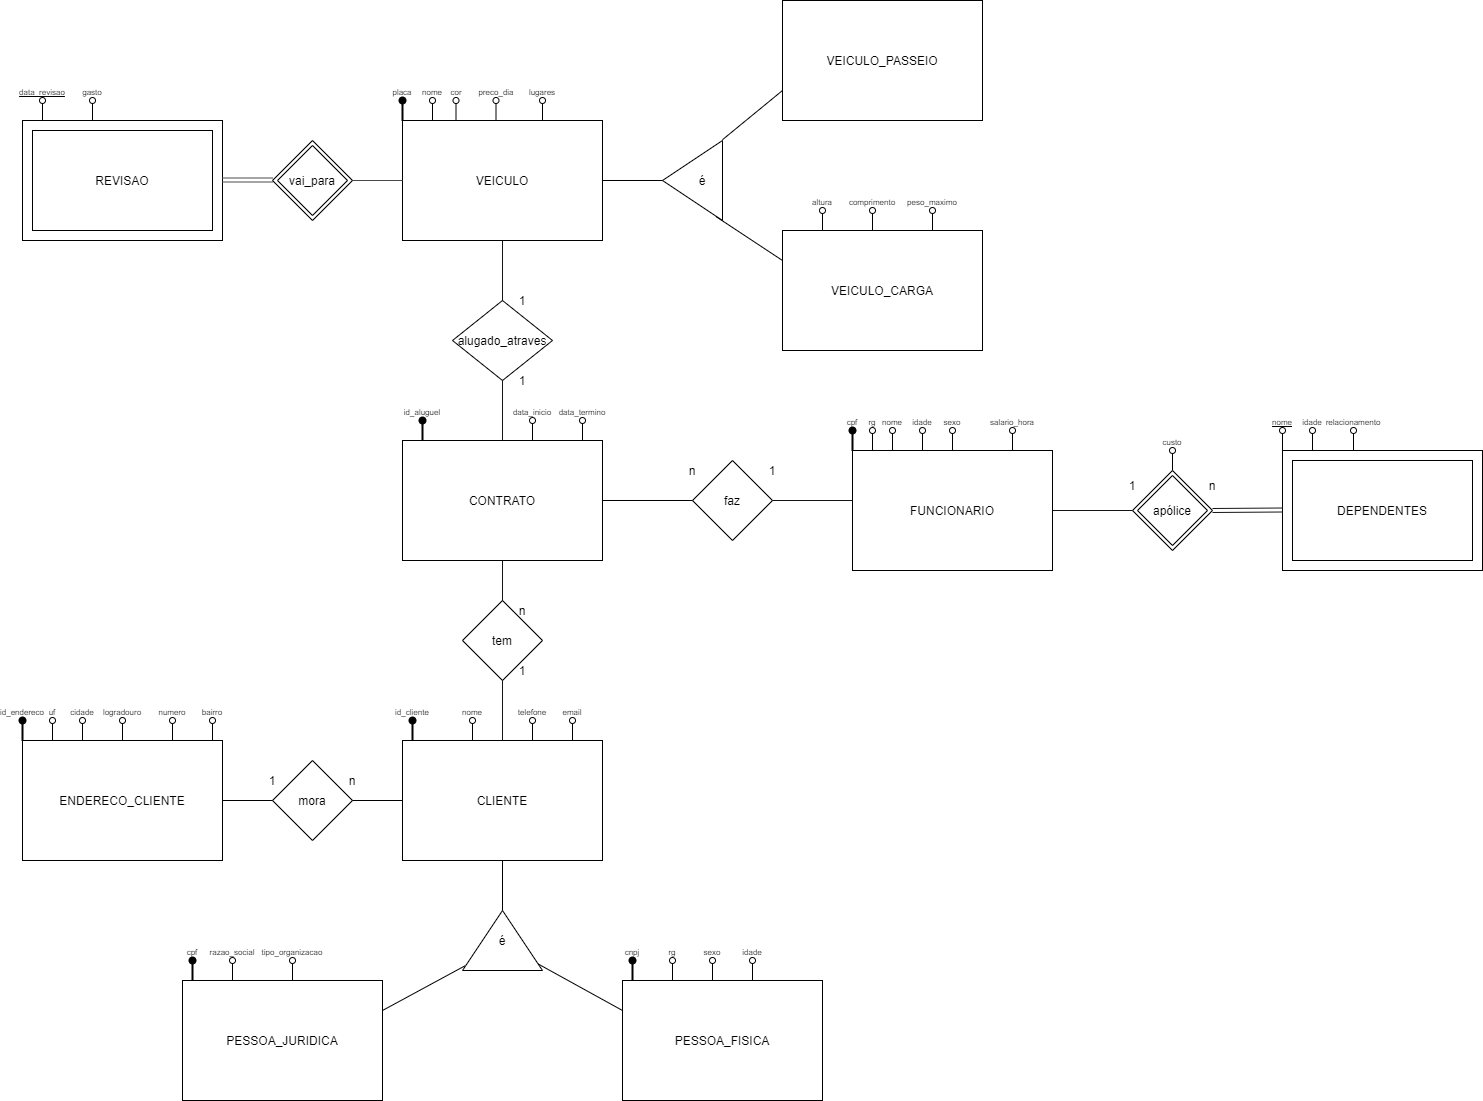 VEICULO_PASSEIO
data_revisao gasto
placa nome cor preco_dia lugares
REVISAO
vai_para
VEICULO
é
altura comprimento peso_maximo
VEICULO_CARGA
1
alugado_atraves
1
id_aluguel data_inicio data_termino
CONTRATO
n
faz
1
cpf rg nome idade sexo salario_hora
FUNCIONARIO
custo
1
apólice
n
nome idade relacionamento
DEPENDENTES
n
tem
1
id_endereco uf cidade logradouro numero bairro
ENDERECO_CLIENTE
1
mora
n
id_cliente nome telefone email
CLIENTE
é
cpf razao_social tipo_organizacao
PESSOA_JURIDICA
cnpj rg sexo idade
PESSOA_FISICA